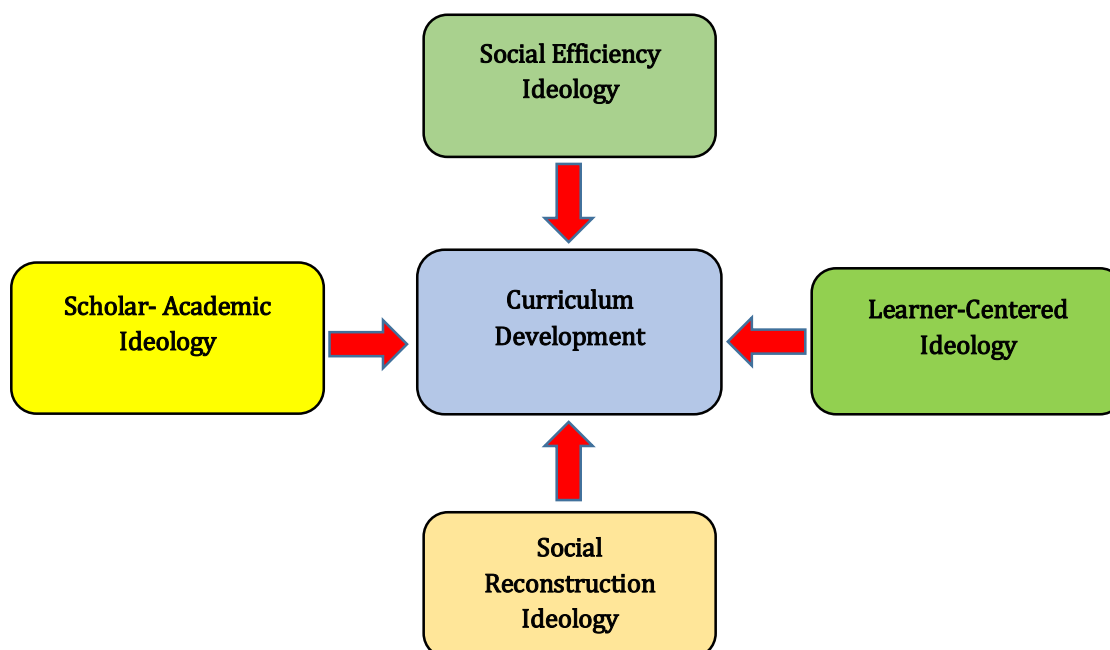 Social Efficiency
Ideology
Scholar- Academic
Ideology
Curriculum
Development
Learner-Centered
Ideology
Social
Reconstruction
Ideology